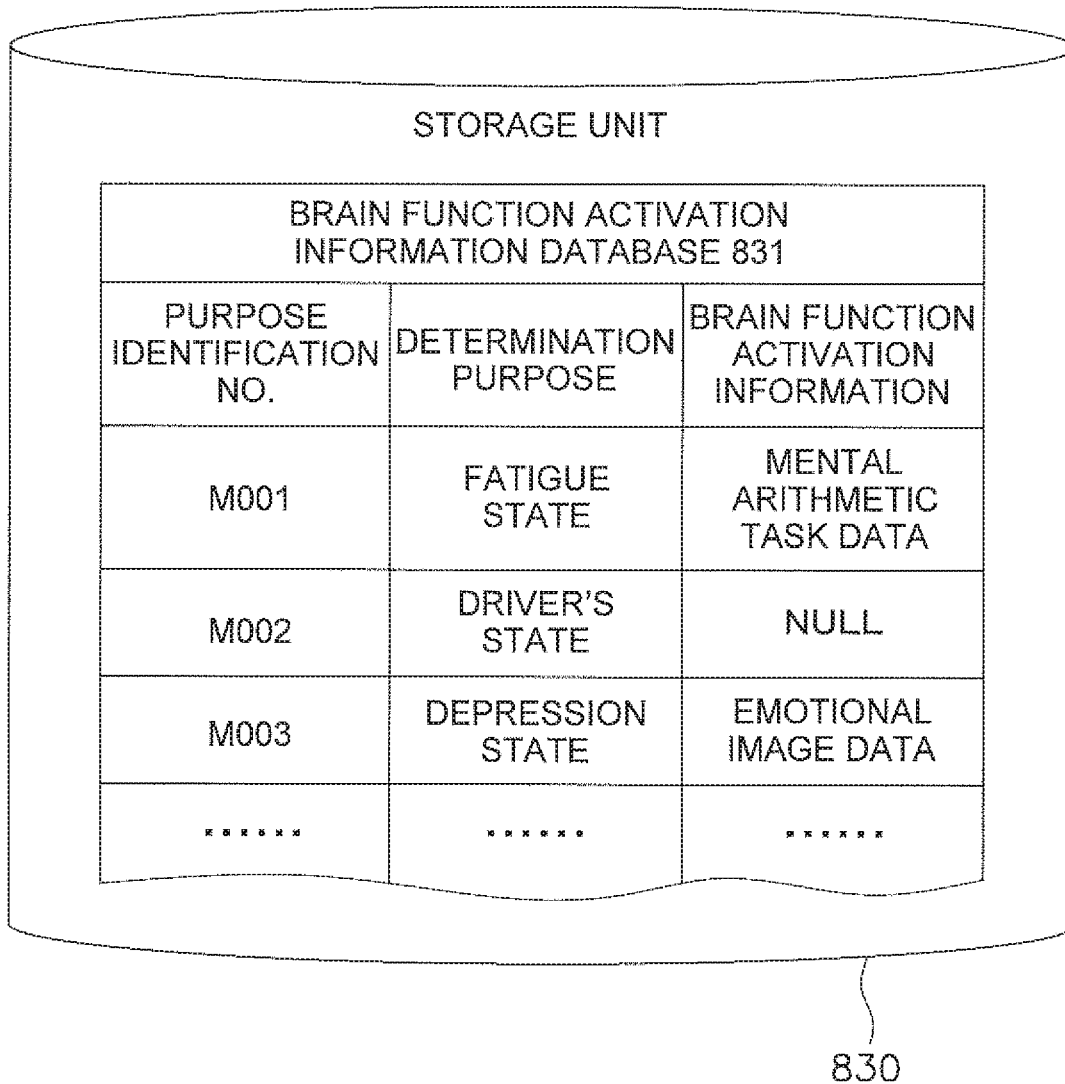 STORAGE UNIT
BRAIN FUNCTION ACTIVATION
INFORMATION DATABASE 831
PURPOSE
IDENTIFICATION
NO.
DETERMINATION
PURPOSE
BRAIN FUNCTION
ACTIVATION
INFORMATION
M001
FATIGUE
STATE
MENTAL
ARITHMETIC
TASK DATA
M002
DRIVER'S
STATE
NULL
M003
DEPRESSION
STATE
EMOTIONAL
IMAGE DATA
...... ...... ......
830